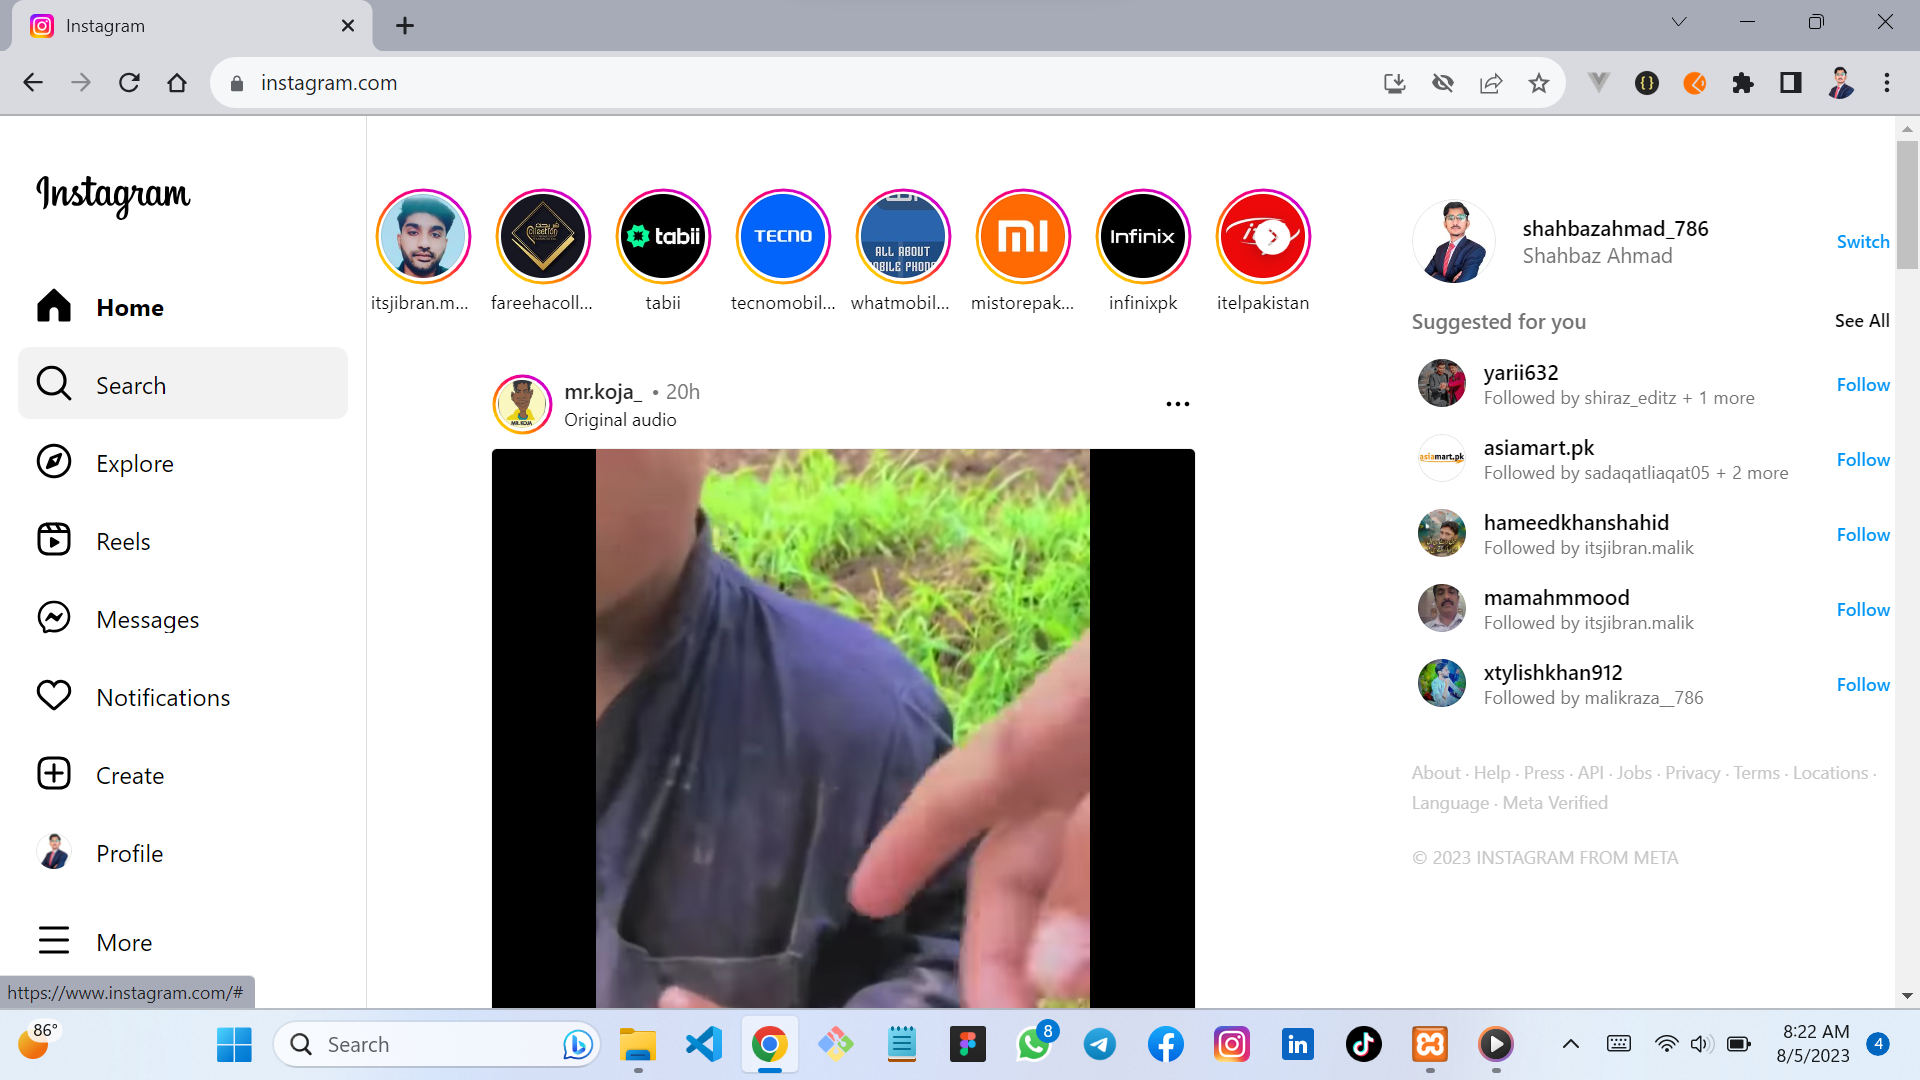 Instagram
instagram.com
Instagram
Home
Search
Explore
Reels
Messages
Notifications
Create
Profile
More
https://www.instagram.com/#
tabii
TECNO
ALL ABOUT
MOBILE PHONE
Infinix
itsjibran.m...
fareehacoll...
tabii
tecnomobil...
whatmobil...
mistorepak...
infinixpk
itelpakistan
mr.koja_ • 20h
Original audio
MR.KOJA
shahbazahmad_786
Shahbaz Ahmad
Switch
Suggested for you
See All
yarii632
Followed by shiraz_editz + 1 more
Follow
asiamart.pk
asiamart.pk
Followed by sadaqatliaqat05 + 2 more
Follow
hameedkhanshahid
Followed by itsjibran.malik
Follow
mamahmmood
Followed by itsjibran.malik
Follow
xtylishkhan912
Followed by malikraza__786
Follow
About · Help · Press · API · Jobs · Privacy · Terms · Locations ·
Language · Meta Verified
© 2023 INSTAGRAM FROM META
86°
Search
8
8:22 AM
8/5/2023
4